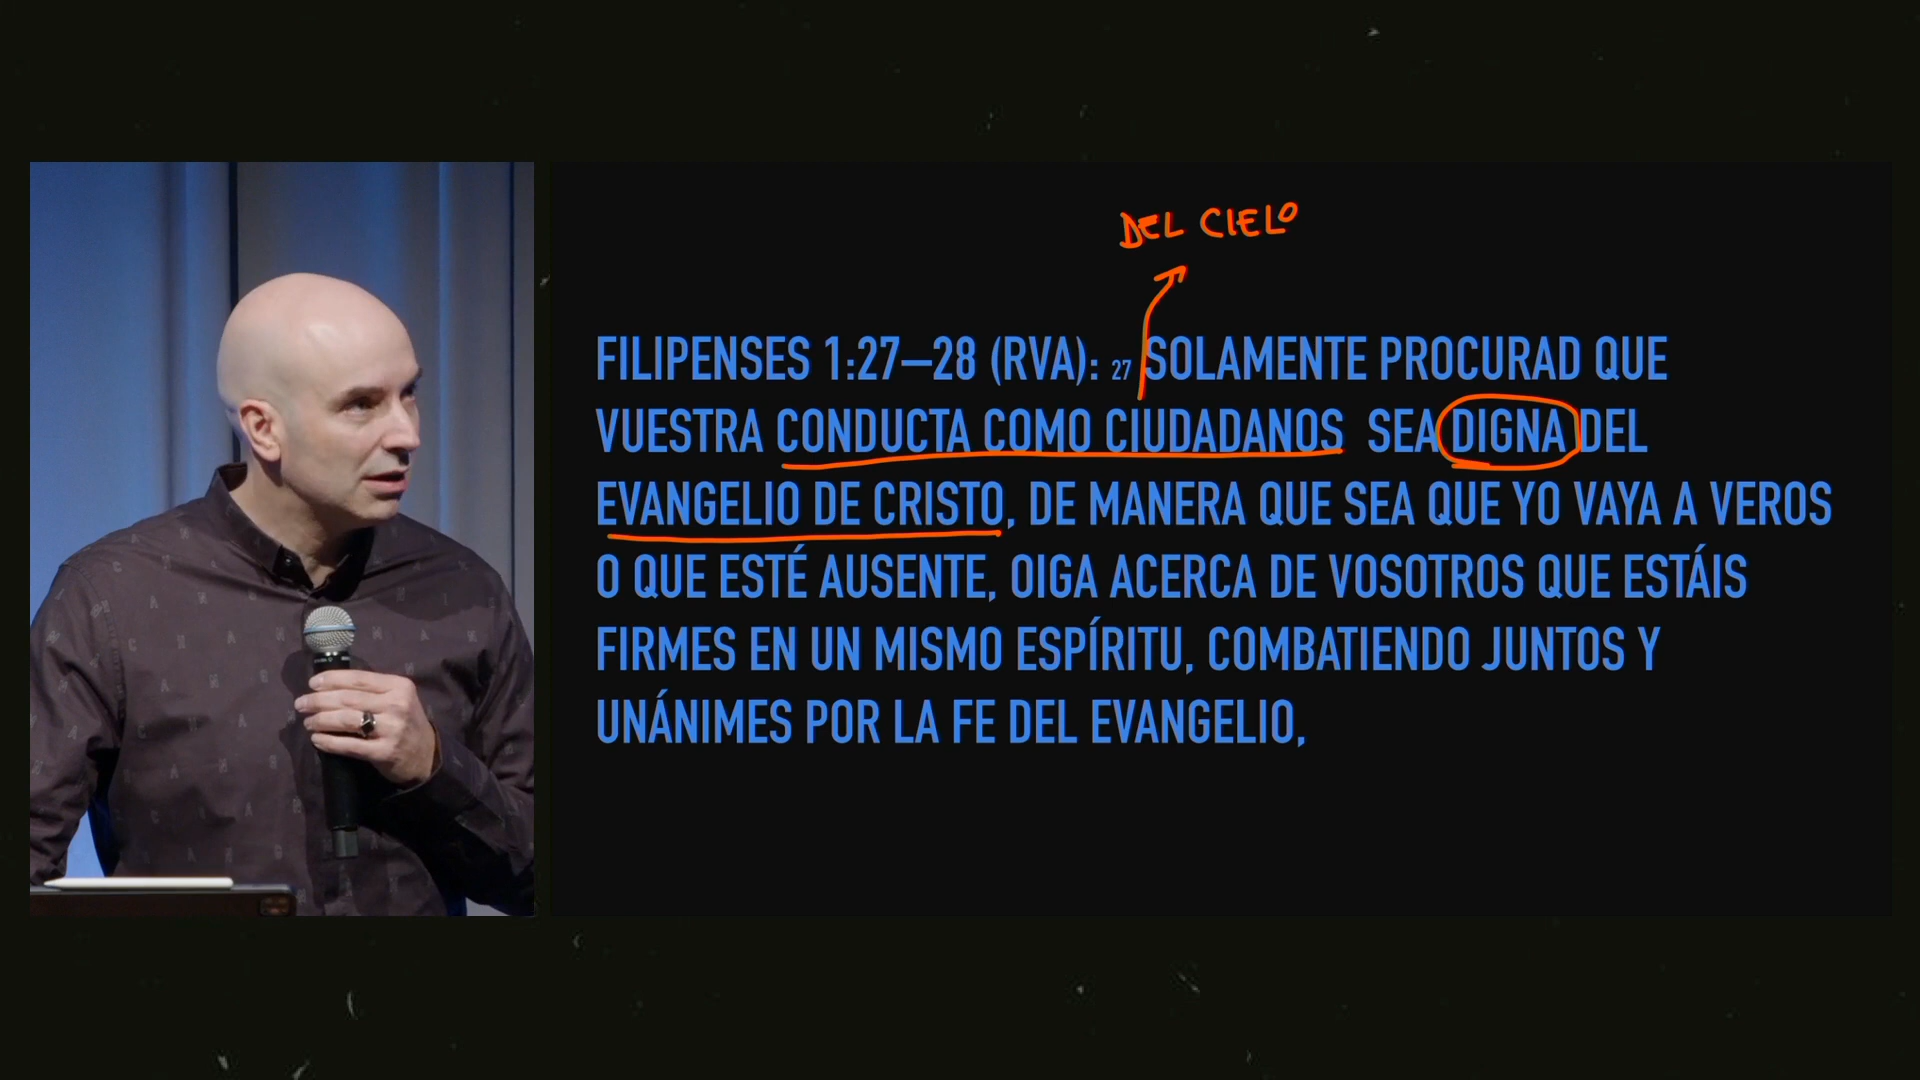 DEL CIELO
FILIPENSES 1:27–28 (RVA): 27 SOLAMENTE PROCURAD QUE
VUESTRA CONDUCTA COMO CIUDADANOS SEA DIGNA DEL
EVANGELIO DE CRISTO, DE MANERA QUE SEA QUE YO VAYA A VEROS
O QUE ESTÉ AUSENTE, OIGA ACERCA DE VOSOTROS QUE ESTÁIS
FIRMES EN UN MISMO ESPÍRITU, COMBATIENDO JUNTOS Y
UNÁNIMES POR LA FE DEL EVANGELIO,